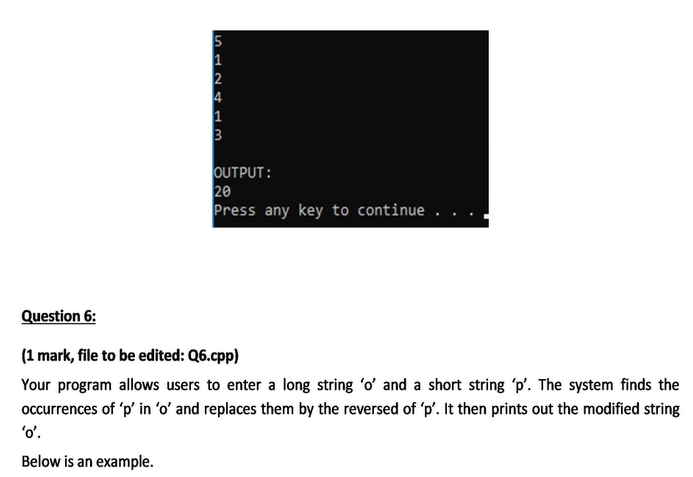 5
1
2
4
1
3
OUTPUT:
20
Press any key to continue . . .
Question 6:
(1 mark, file to be edited: Q6.cpp)
Your program allows users to enter a long string ‘o’ and a short string ‘p’. The system finds the
occurrences of ‘p’ in ‘o’ and replaces them by the reversed of ‘p’. It then prints out the modified string
‘o’.
Below is an example.